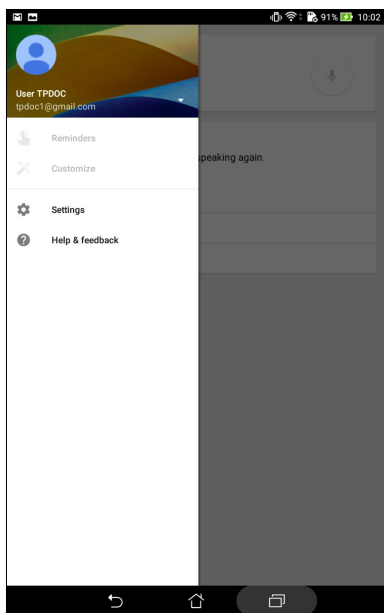 91% 10:02
User TPDOC
tpdoc1@gmail.com
Reminders
Customize
speaking again.
Settings
Help & feedback